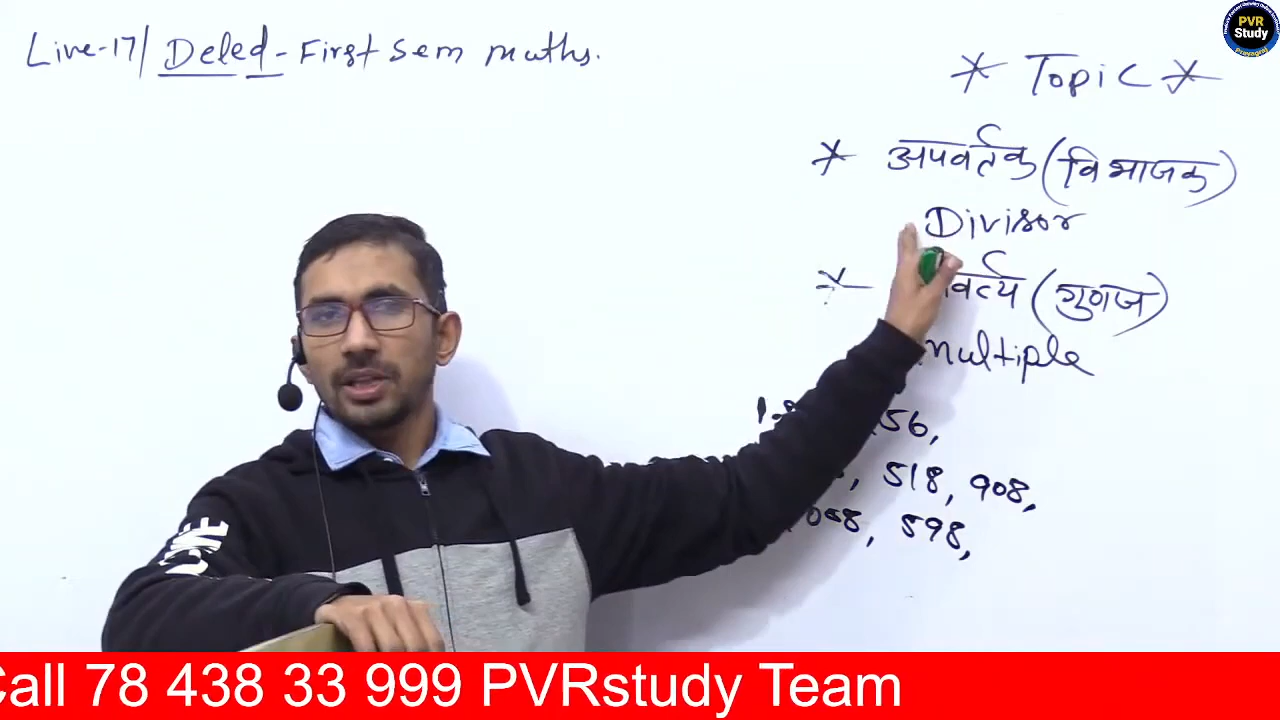 Live-17/ Deled - First sem maths.
PVR
Study
Prayagraj
* Topic *
* अपवर्तक (विभाजक)
Divisor
* वर्त्य (गुणज)
multiple
56,
518, 908,
598,
Call 78 438 33 999 PVRstudy Team